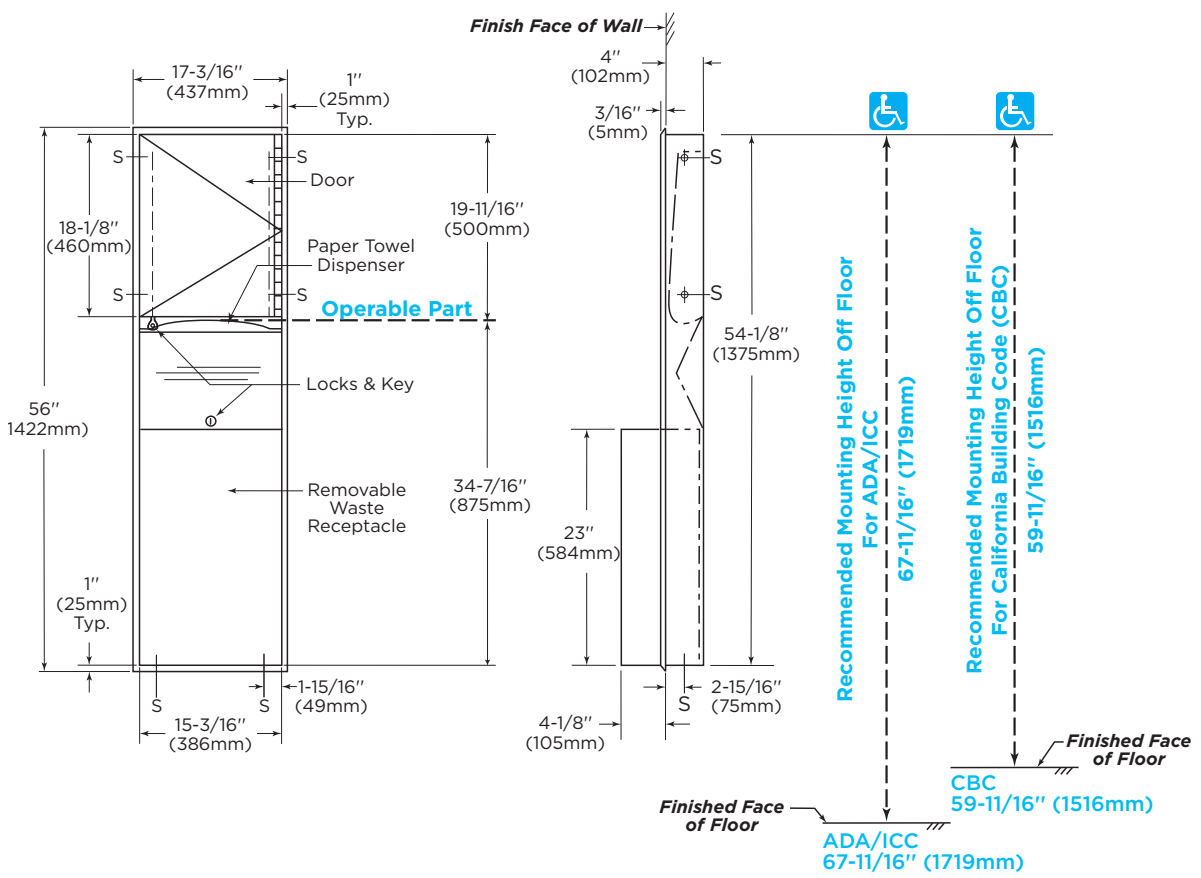 Finish Face of Wall
17-3/16"
(437mm)
1"
(25mm)
Typ.
4"
(102mm)
3/16"
(5mm)
S
S
S
Door
18-1/8"
(460mm)
19-11/16"
(500mm)
Paper Towel
Dispenser
S
S
S
Operable Part
54-1/8"
(1375mm)
Locks & Key
56"
1422mm)
34-7/16"
(875mm)
Removable
Waste
Receptacle
23"
(584mm)
1"
(25mm)
Typ.
S
S
1-15/16"
(49mm)
15-3/16"
(386mm)
S
2-15/16"
(75mm)
4-1/8"
(105mm)
Recommended Mounting Height Off Floor
For ADA/ICC
67-11/16" (1719mm)
Recommended Mounting Height Off Floor
For California Building Code (CBC)
59-11/16" (1516mm)
Finished Face
of Floor
CBC
59-11/16" (1516mm)
Finished Face
of Floor
ADA/ICC
67-11/16" (1719mm)